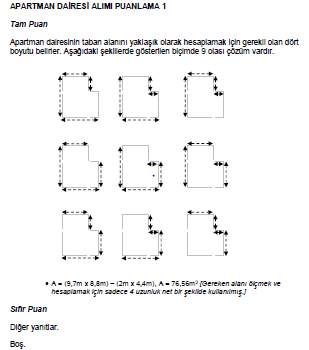 APARTMAN DAİRESİ ALIMI PUANLAMA 1
Tam Puan
Apartman dairesinin taban alanını yaklaşık olarak hesaplamak için gerekli olan dört
boyutu belirler. Aşağıdaki şekillerde gösterilen biçimde 9 olası çözüm vardır.
• A = (9,7m x 8,8m) – (2m x 4,4m), A = 76,56m² [Gereken alanı ölçmek ve
hesaplamak için sadece 4 uzunluk net bir şekilde kullanılmış.]
Sıfır Puan
Diğer yanıtlar.
Boş.